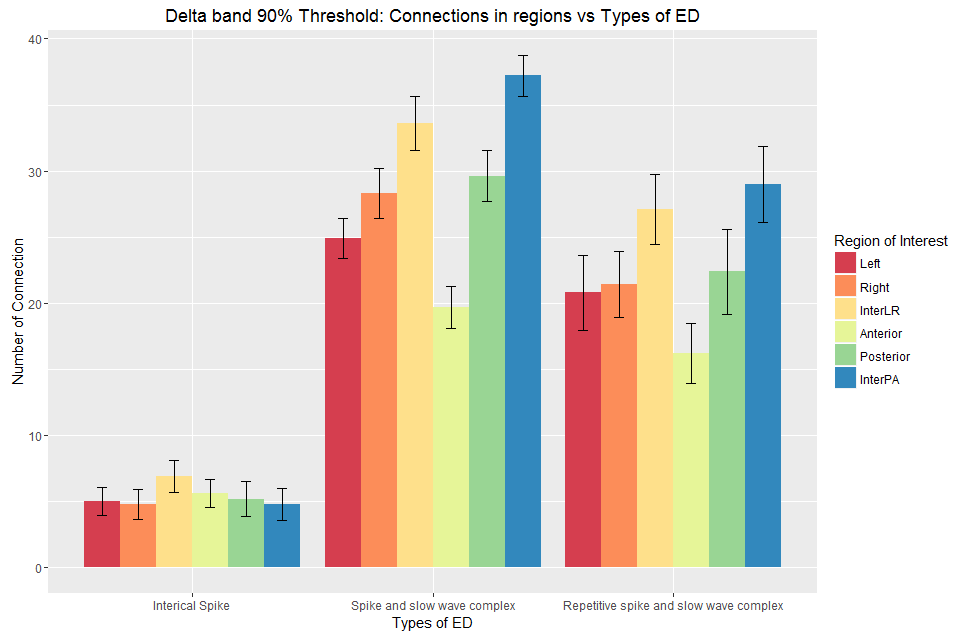 Delta band 90% Threshold: Connections in regions vs Types of ED
Number of Connection
40
30
20
10
0
Interical Spike
Spike and slow wave complex
Repetitive spike and slow wave complex
Types of ED
Region of Interest
Left
Right
InterLR
Anterior
Posterior
InterPA